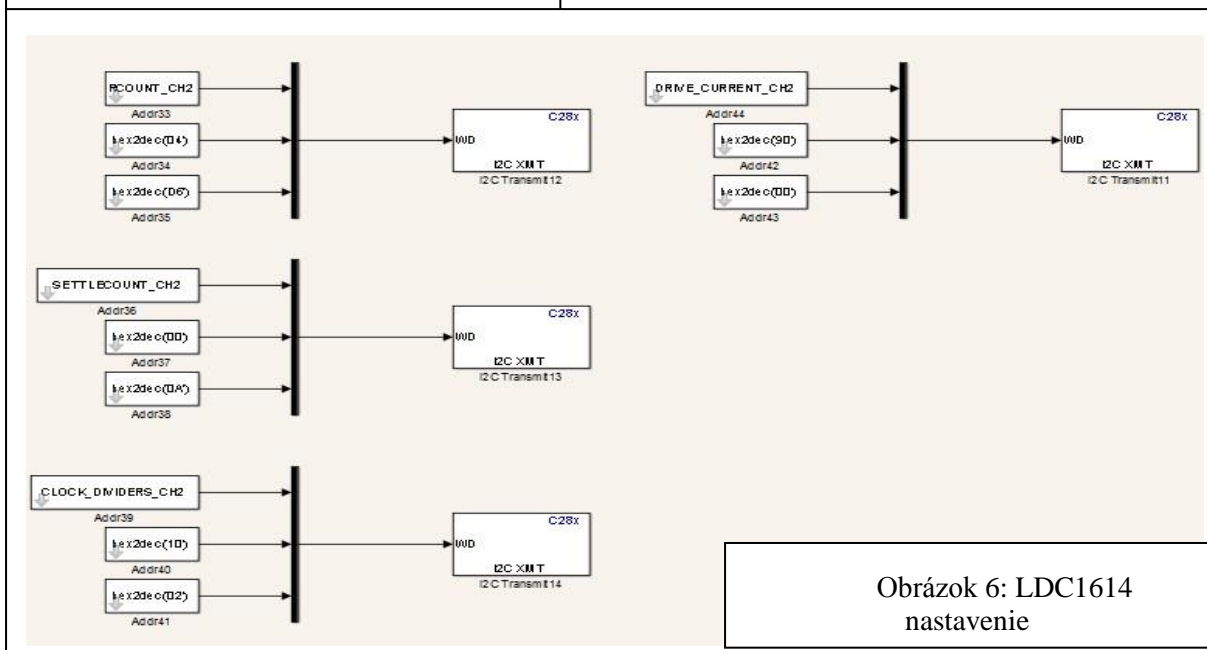 RCOUNT_CH2
Addr33
hex2dec('04')
Addr34
hex2dec('D6')
Addr35
C28x
WD
I2C XMT
I2C Transmit12
DRIVE_CURRENT_CH2
Addr44
hex2dec('90')
Addr42
hex2dec('00')
Addr43
C28x
WD
I2C XMT
I2C Transmit11
SETTLECOUNT_CH2
Addr36
hex2dec('00')
Addr37
hex2dec('0A')
Addr38
C28x
WD
I2C XMT
I2C Transmit13
CLOCK_DIVIDERS_CH2
Addr39
hex2dec('10')
Addr40
hex2dec('02')
Addr41
C28x
WD
I2C XMT
I2C Transmit14
Obrázok 6: LDC1614
nastavenie